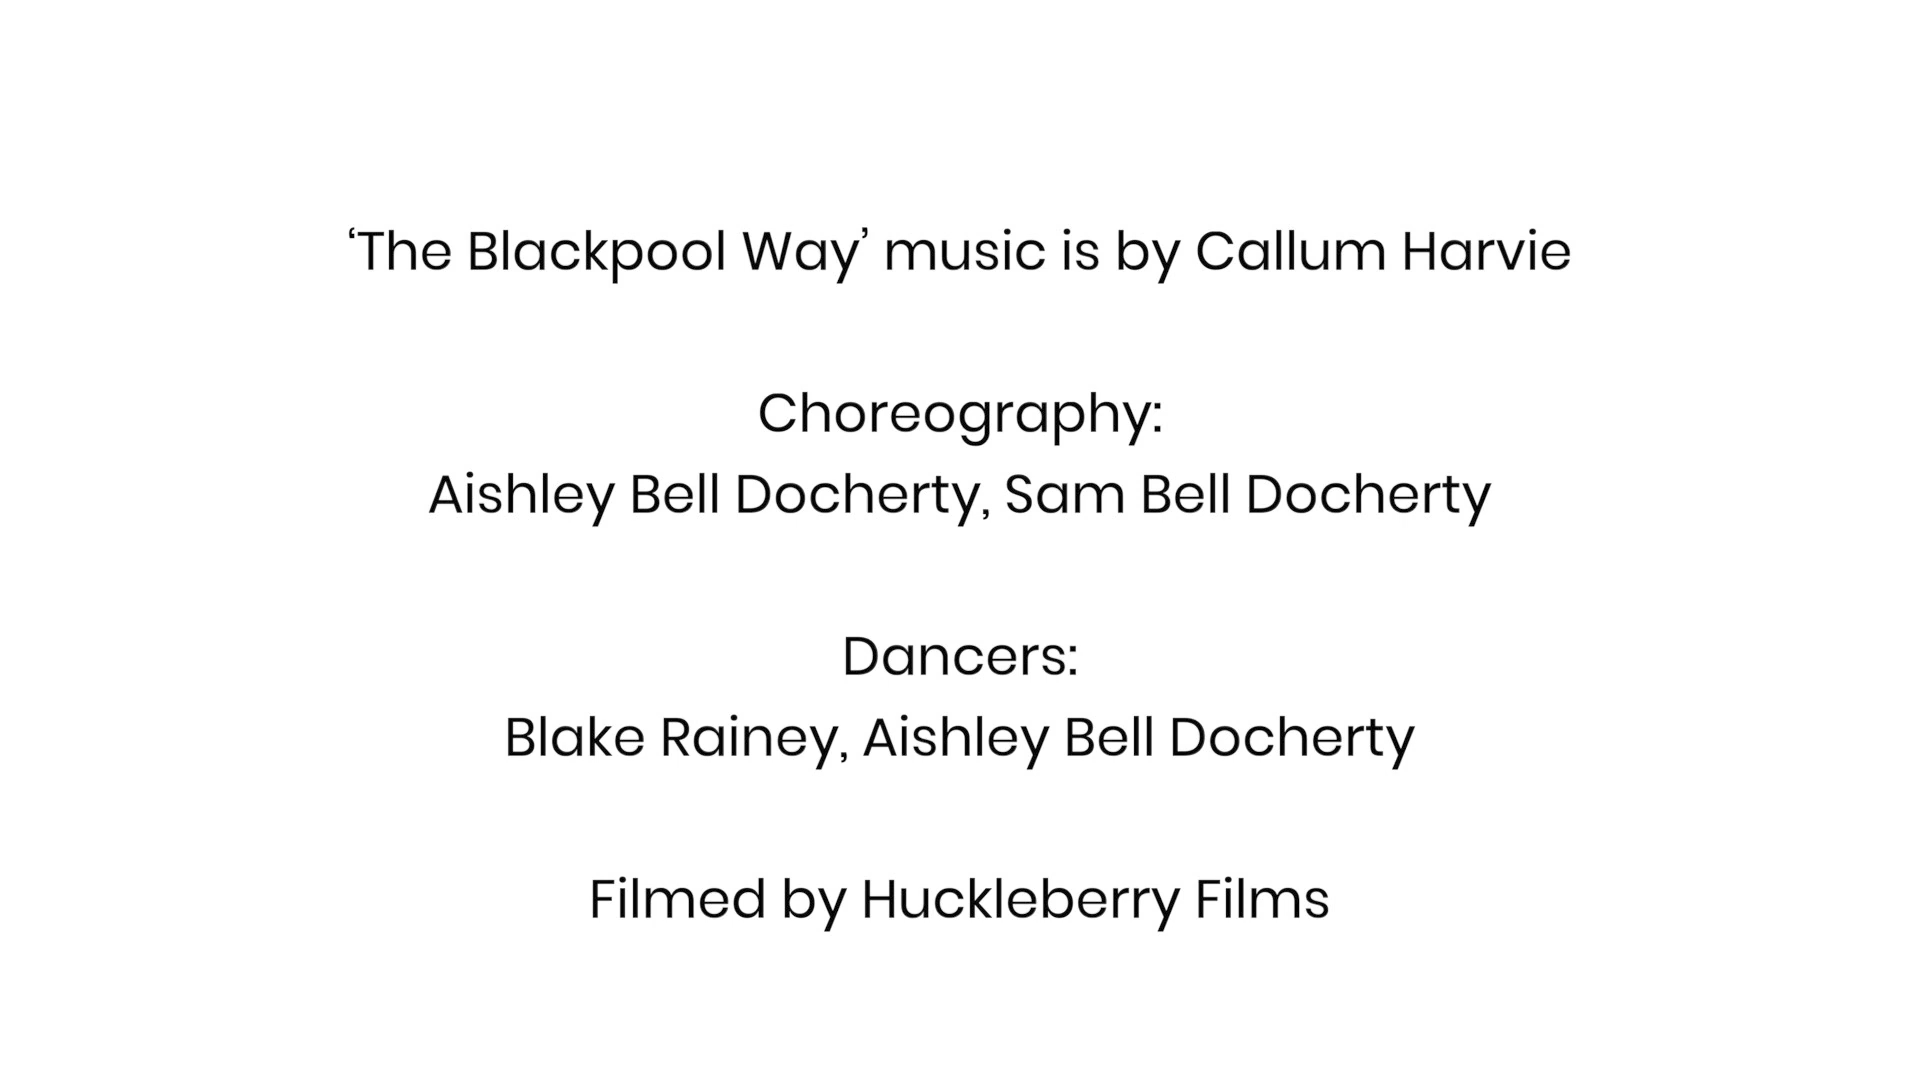 ‘The Blackpool Way’ music is by Callum Harvie
Choreography:
Aishley Bell Docherty, Sam Bell Docherty
Dancers:
Blake Rainey, Aishley Bell Docherty
Filmed by Huckleberry Films